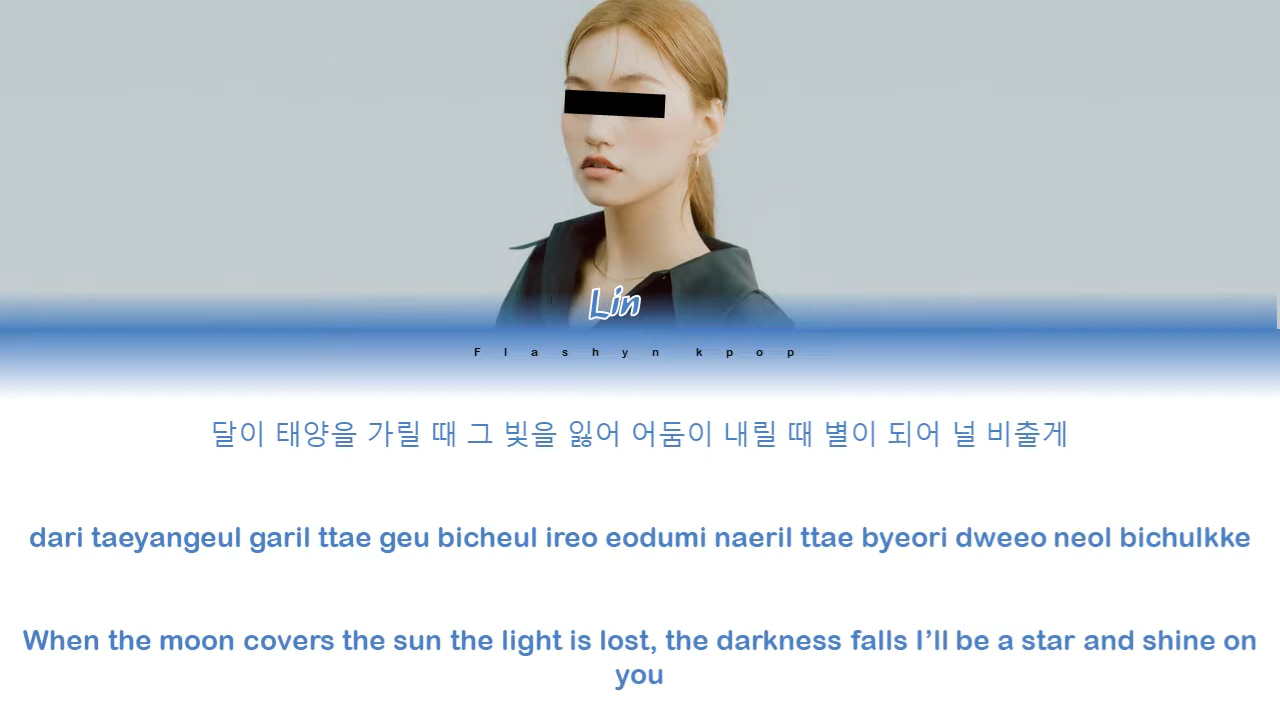 Lin
Flashyn kpop
달이 태양을 가릴 때 그 빛을 잃어 어둠이 내릴 때 별이 되어 널 비출게
dari taeyangeul garil ttae geu bicheul ireo eodumi naeril ttae byeori dweeo neol bichulkke
When the moon covers the sun the light is lost, the darkness falls I’ll be a star and shine on
you